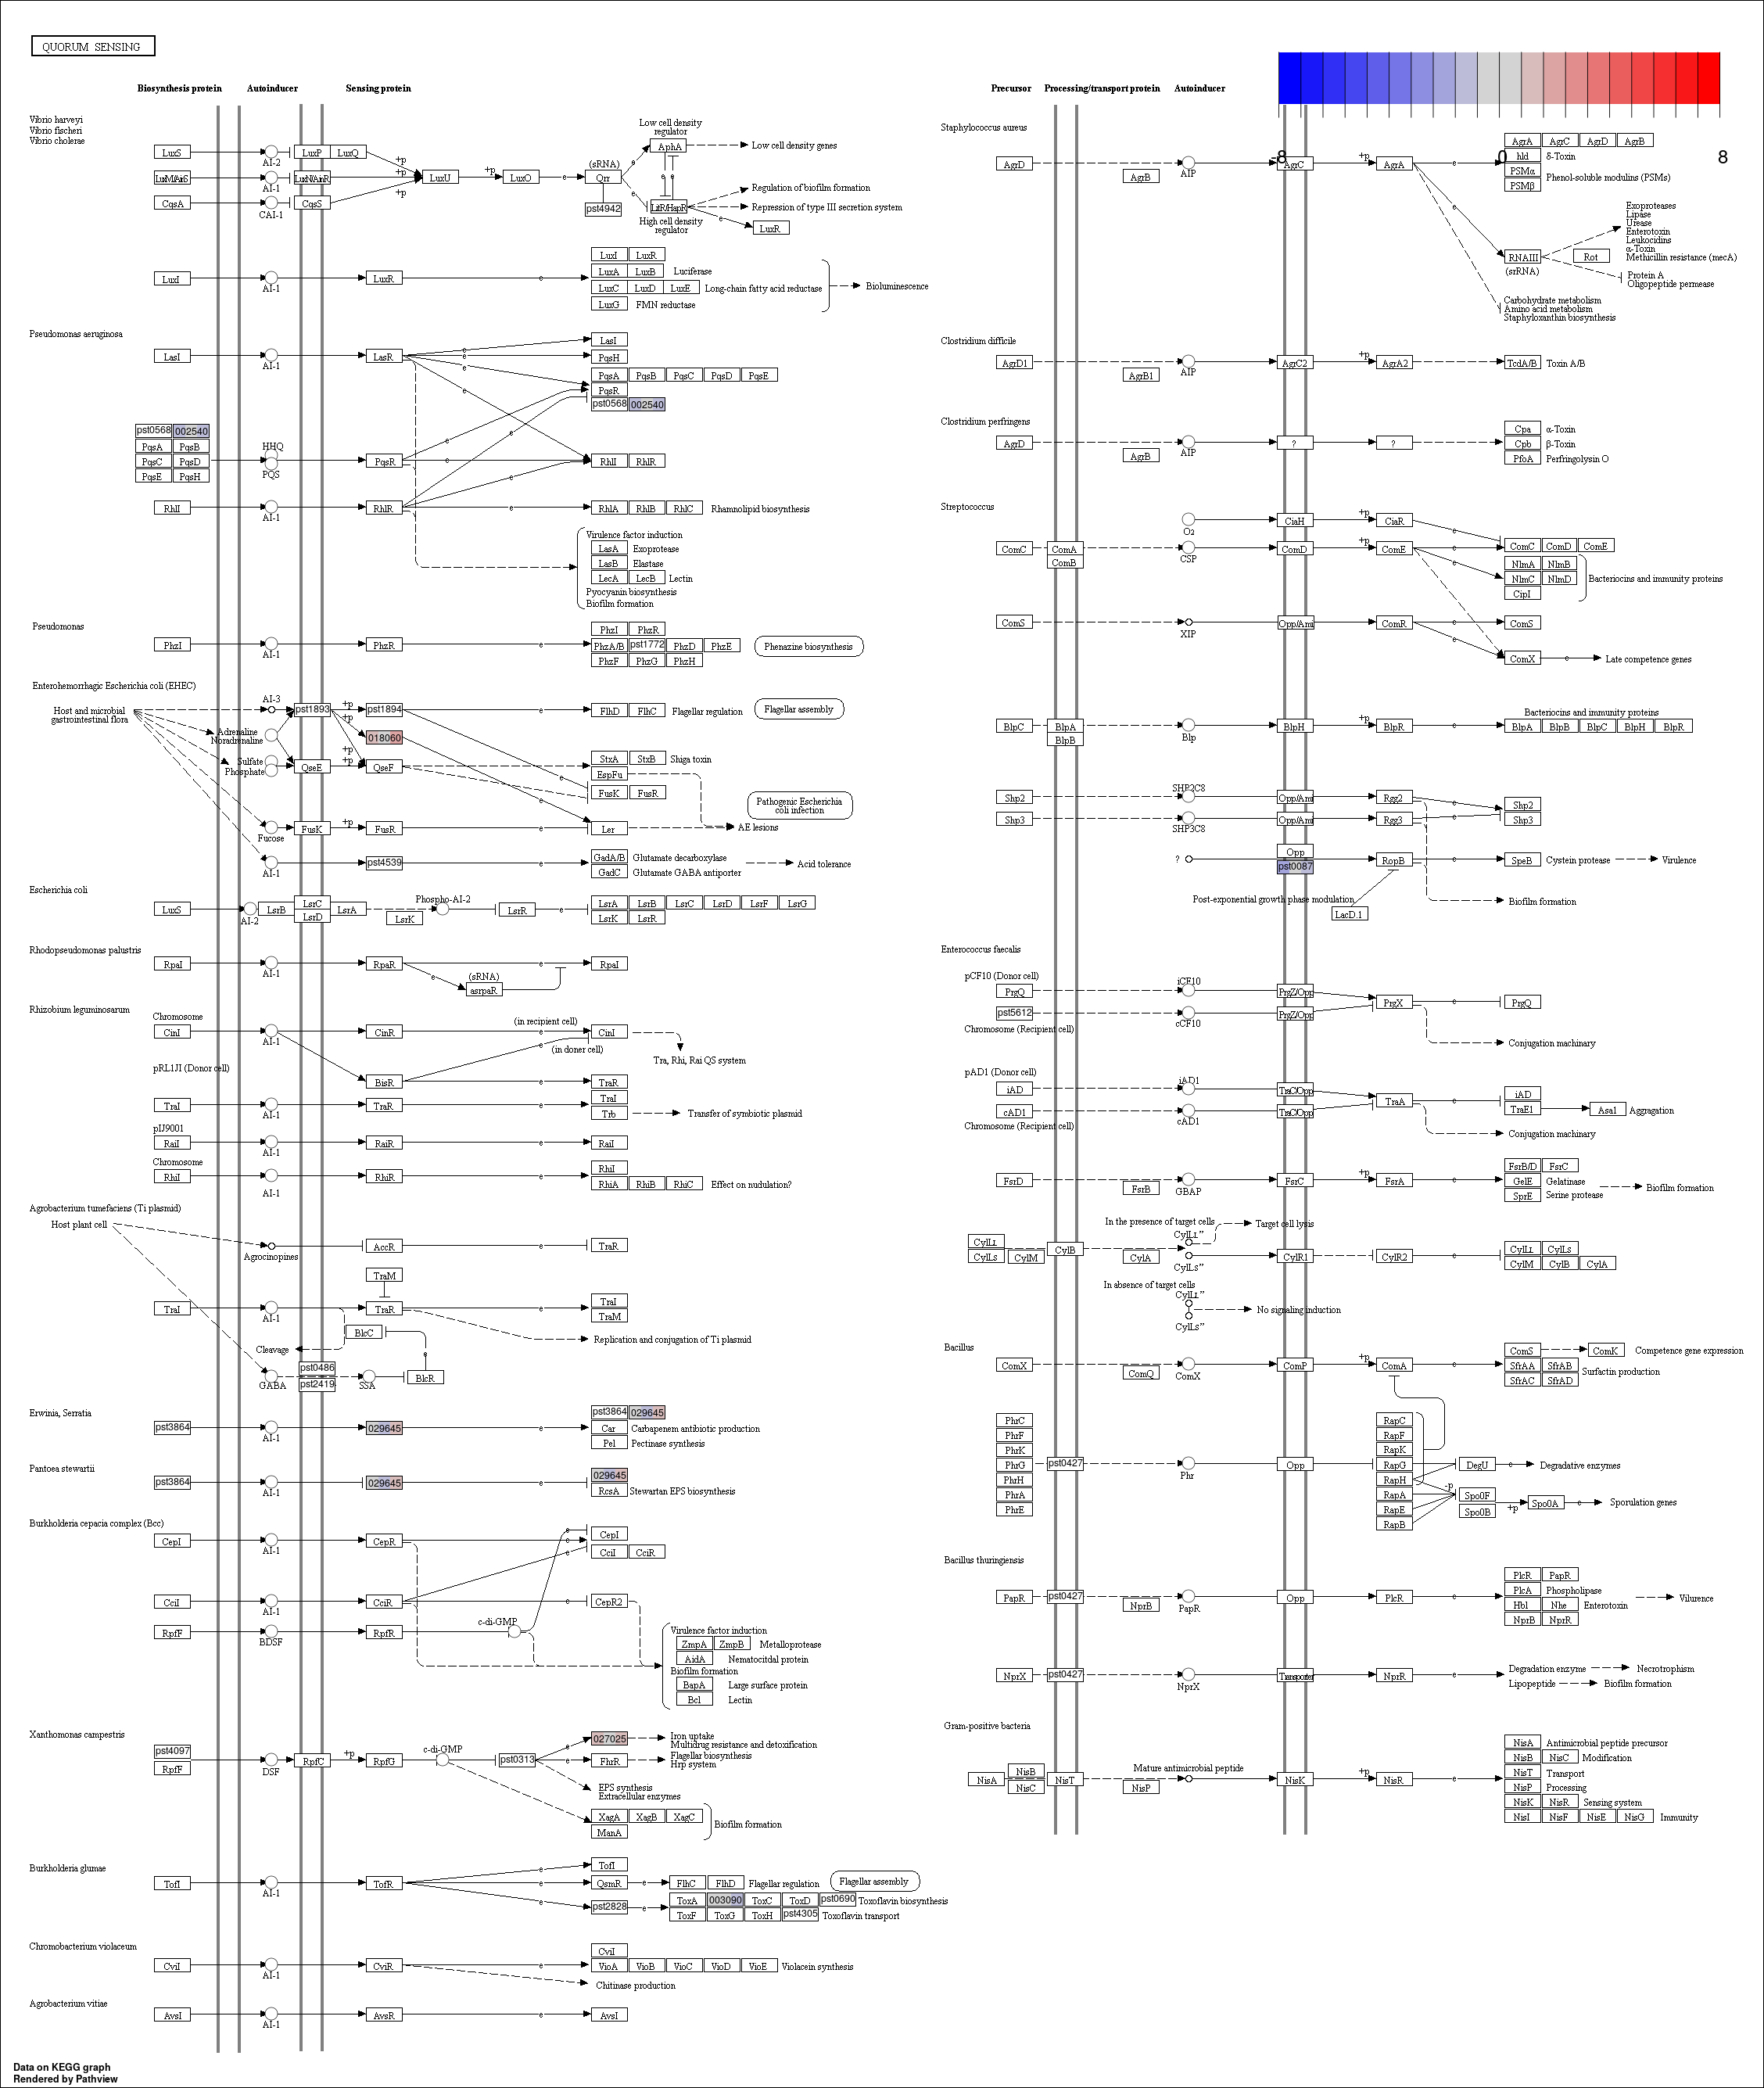 QUORUM SENSING
Biosynthesis protein Autoinducer Sensing protein
Vibrio harveyi
Vibrio fischeri
Vibrio cholerae
LuxS AI-2 LuxP LuxQ +p
LuxM/AinS AI-1 LuxN/AinR +p LuxU +p LuxO e (sRNA) Qrr
CqsA CAI-1 CqsS +p
pst4942
Low cell density regulator
AphA Low cell density genes
e e e e
LitR/HapR
High cell density regulator
Regulation of biofilm formation
Repression of type III secretion system
e LuxR
LuxI AI-1 LuxR e
LuxI LuxR
LuxA LuxB Luciferase
LuxC LuxD LuxE Long-chain fatty acid reductase
LuxG FMN reductase
Bioluminescence
Pseudomonas aeruginosa
LasI AI-1 LasR e e e e
LasI
PqsH
PqsA PqsB PqsC PqsD PqsE
PqsR
pst0568 002540
pst0568 002540
PqsA PqsB
PqsC PqsD
PqsE PqsH
HHQ
PQS
PqsR e e e e RhlI RhlR
RhlI AI-1 RhlR e RhlA RhlB RhlC Rhamnolipid biosynthesis
Virulence factor induction
LasA Exoprotease
LasB Elastase
LecA LecB Lectin
Pyocyanin biosynthesis
Biofilm formation
Pseudomonas
PhzI AI-1 PhzR e
PhzI PhzR
PhzA/B pst1772 PhzD PhzE
PhzF PhzG PhzH
Phenazine biosynthesis
Enterohemorrhagic Escherichia coli (EHEC)
Host and microbial
gastrointestinal flora
AI-3 pst1893 +p pst1894 e FlhD FlhC Flagellar regulation Flagellar assembly
Adrenaline
Noradrenaline
+p 018060
Sulfate
Phosphate
QseE +p +p QseF
StxA StxB Shiga toxin
EspFu
e FusK FusR
Pathogenic Escherichia
coli infection
e
Fucose FusK +p FusR e Ler AE lesions
AI-1 pst4539 e
GadA/B Glutamate decarboxylase
GadC Glutamate GABA antiporter
Acid tolerance
Escherichia coli
LuxS AI-2 LsrB LsrC LsrD LsrA LsrK Phospho-AI-2 LsrR e
LsrA LsrB LsrC LsrD LsrF LsrG
LsrK LsrR
Rhodopseudomonas palustris
RpaI AI-1 RpaR e RpaI
e (sRNA)
asrpaR
Rhizobium leguminosarum
Chromosome
CinI AI-1 CinR (in recipient cell) e CinI
e (in doner cell)
Tra, Rhi, Rai QS system
pRL1JI (Donor cell)
BisR e TraR
TraI AI-1 TraR e TraI
Trb Transfer of symbiotic plasmid
pIJ9001
RaiI AI-1 RaiR e RaiI
Chromosome
RhiI AI-1 RhiR e RhiI
RhiA RhiB RhiC Effect on nudulation?
Agrobacterium tumefaciens (Ti plasmid)
Host plant cell
Agrocinopines AccR e TraR
TraM
TraI AI-1 TraR e TraI
TraM
BlcC
Replication and conjugation of Ti plasmid
Cleavage
e
pst0486
GABA pst2419 SSA BlcR
Erwinia, Serratia
pst3864 AI-1 029645 e pst3864 029645
Car Carbapenem antibiotic production
Pel Pectinase synthesis
Pantoea stewartii
pst3864 AI-1 029645 e 029645
RcsA Stewartan EPS biosynthesis
Burkholderia cepacia complex (Bcc)
CepI AI-1 CepR e e e CepI
CciI CciR
CciI AI-1 CciR e CepR2
c-di-GMP
RpfF BDSF RpfR
Virulence factor induction
ZmpA ZmpB Metalloprotease
AidA Nematocitdal protein
Biofilm formation
BapA Large surface protein
Bcl Lectin
Xanthomonas campestris
pst4097
RpfF
DSF RpfC +p RpfG c-di-GMP pst0313 e e
027025 Iron uptake
Multidrug resistance and detoxification
FhrR Flagellar biosynthesis
Hrp system
EPS synthesis
Extracellular enzymes
XagA XagB XagC
ManA
Biofilm formation
Burkholderia glumae
TofI AI-1 TofR e e e
TofI
QsmR e FlhC FlhD Flagellar regulation Flagellar assembly
pst2828 e ToxA 003090 ToxC ToxD pst0690 Toxoflavin biosynthesis
ToxF ToxG ToxH pst4305 Toxoflavin transport
Chromobacterium violaceum
CviI AI-1 CviR e
CviI
VioA VioB VioC VioD VioE Violacein synthesis
Chitinase production
Agrobacterium vitiae
AvsI AI-1 AvsR e AvsI
Data on KEGG graph
Rendered by Pathview
Precursor Processing/transport protein Autoinducer
-8 0 8
Staphylococcus aureus
AgrD AgrB AIP AgrC +p AgrA e
AgrA AgrC AgrD AgrB
hld δ-Toxin
PSMα
PSMβ
Phenol-soluble modulins (PSMs)
e
RNAIII
(srRNA)
Rot
Exoproteases
Lipase
Urease
Enterotoxin
Leukocidins
α-Toxin
Methicillin resistance (mecA)
Protein A
Oligopeptide permease
Carbohydrate metabolism
Amino acid metabolism
Staphyloxanthin biosynthesis
Clostridium difficile
AgrD1 AgrB1 AIP AgrC2 +p AgrA2 TcdA/B Toxin A/B
Clostridium perfringens
AgrD AgrB AIP ? ?
Cpa α-Toxin
Cpb β-Toxin
PfoA Perfringolysin O
Streptococcus
O2 CiaH +p CiaR e
ComC ComA ComB CSP ComD +p ComE e
ComC ComD ComE
NlmA NlmB
NlmC NlmD
CipI
Bacteriocins and immunity proteins
ComS XIP Opp/Ami ComR e e ComS
ComX e Late competence genes
Bacteriocins and immunity proteins
BlpC BlpA BlpB Blp BlpH +p BlpR e BlpA BlpB BlpC BlpH BlpR
Shp2 SHP2C8 Opp/Ami Rgg2 e Shp2
Shp3 SHP3C8 Opp/Ami Rgg3 e Shp3
? Opp
pst0087 RopB e SpeB Cystein protease Virulence
Post-exponential growth phase modulation
LacD.1
Biofilm formation
Enterococcus faecalis
pCF10 (Donor cell)
PrgQ iCF10 PrgZ/Opp
pst5612 cCF10 PrgZ/Opp
PrgX e PrgQ
Chromosome (Recipient cell)
Conjugation machinery
pAD1 (Donor cell)
iAD iAD1 TraC/Opp
cAD1 cAD1 TraC/Opp
TraA e iAD
TraE1 Asa1 Aggragation
Chromosome (Recipient cell)
Conjugation machinary
FsrD FsrB GBAP FsrC +p FsrA e
FsrB/D FsrC
GelE Gelatinase
SprE Serine protease
Biofilm formation
In the presence of target cells Target cell lysis
CylLL
CylLS CylM CylB CylA CylLL” CylLs” CylR1 CylR2 e
CylLL CylLS
CylM CylB CylA
In absence of target cells
CylLL”
No signaling induction
CylLs”
Bacillus
ComX ComQ ComX ComP +p ComA e
ComS ComK Competence gene expression
SfrAA SfrAB
SfrAC SfrAD
Surfactin production
PhrC
PhrF
PhrK
PhrG
PhrH
PhrA
PhrE
pst0427 Phr Opp
RapC
RapF
RapK
RapG
RapH
RapA
RapE
RapB
DegU e Degradative enzymes
-p Spo0F
Spo0B
+p Spo0A e Sporulation genes
Bacillus thuringiensis
PapR pst0427 NprB PapR Opp PlcR e
PlcR PapR
PlcA Phospholipase
Hbl Nhe Enterotoxin
NprB NprR
Vilurence
NprX pst0427 NprX Transporter NprR e
Degradation enzyme Necrotrophism
Lipopeptide Biofilm formation
Gram-positive bacteria
NisA NisB NisC NisT NisP Mature antimicrobial peptide NisK +p NisR e
NisA Antimicrobial peptide precursor
NisB NisC Modification
NisT Transport
NisP Processing
NisK NisR Sensing system
NisI NisF NisE NisG Immunity